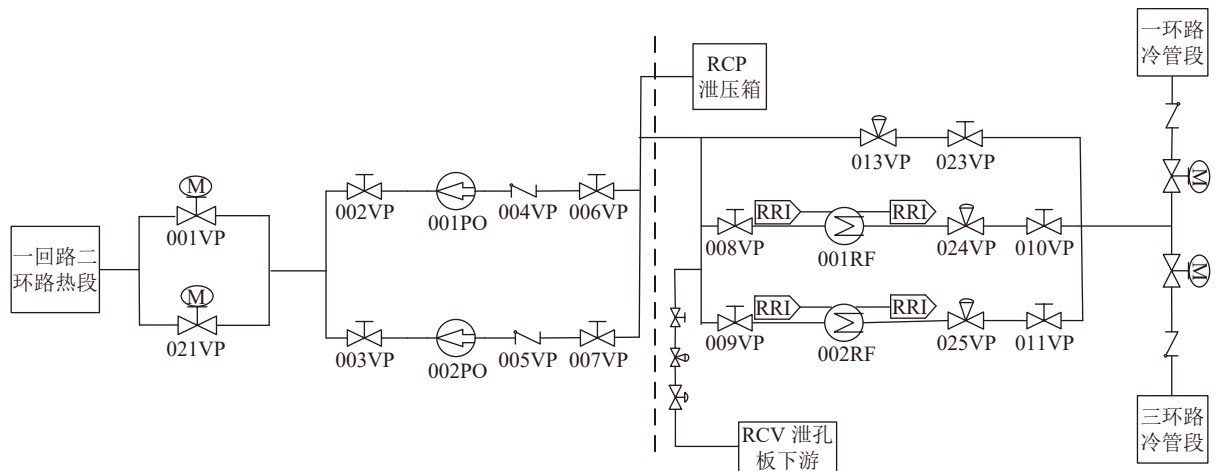 一环路
冷管段
RCP
泄压箱
013VP
023VP
M
M
001VP
002VP
001PO
004VP
006VP
RRI
RRI
008VP
001RF
024VP
010VP
一回路二
环路热段
M
M
021VP
003VP
002PO
005VP
007VP
RRI
RRI
009VP
002RF
025VP
011VP
RCV 泄孔
板下游
三环路
冷管段